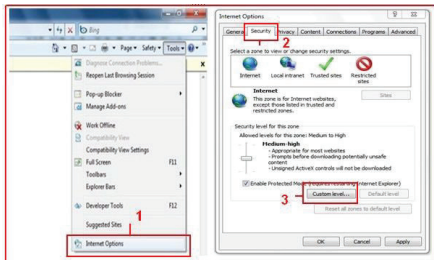 Bing
Page Safety Tools
Diagnose Connection Problems...
Reopen Last Browsing Session
Pop-up Blocker
Manage Add-ons
Work Offline
Compatibility View
Compatibility View Settings
Full Screen F11
Toolbars
Explorer Bars
Developer Tools F12
Suggested Sites
1
Internet Options
Internet Options
General Security Privacy Content Connections Programs Advanced
2
Select a zone to view or change security settings.
Internet Local intranet Trusted sites Restricted
sites
Internet
Sites
This zone is for Internet websites,
except those listed in trusted and
restricted zones.
Security level for this zone
Allowed levels for this zone: Medium to High
Medium-high
- Appropriate for most websites
- Prompts before downloading potentially unsafe
content
- Unsigned ActiveX controls will not be downloaded
Enable Protected Mode (requires restarting Internet Explorer)
3
Custom level... Default level
Reset all zones to default level
OK Cancel Apply